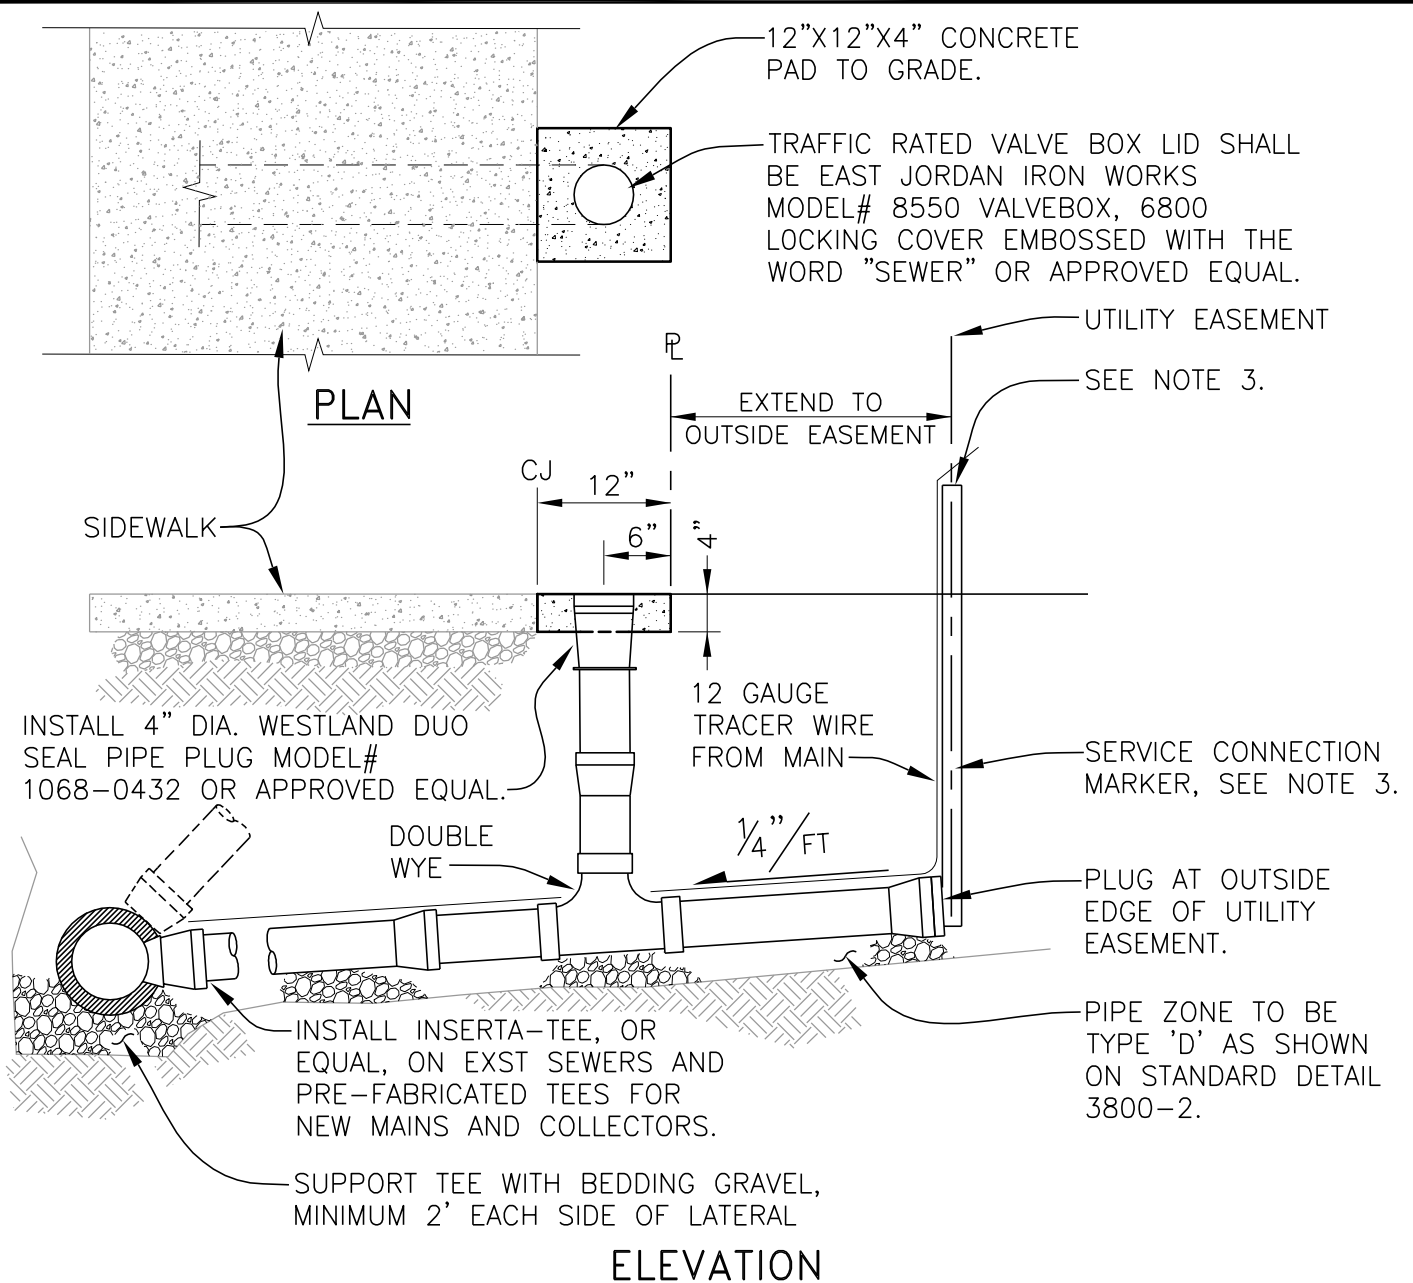 12"X12"X4" CONCRETE
PAD TO GRADE.
TRAFFIC RATED VALVE BOX LID SHALL
BE EAST JORDAN IRON WORKS
MODEL# 8550 VALVEBOX, 6800
LOCKING COVER EMBOSSED WITH THE
WORD "SEWER" OR APPROVED EQUAL.
UTILITY EASEMENT
PL
SEE NOTE 3.
PLAN
EXTEND TO
OUTSIDE EASEMENT
CJ
12"
SIDEWALK
6"
4"
12 GAUGE
TRACER WIRE
FROM MAIN
INSTALL 4" DIA. WESTLAND DUO
SEAL PIPE PLUG MODEL#
1068-0432 OR APPROVED EQUAL.
SERVICE CONNECTION
MARKER, SEE NOTE 3.
DOUBLE
WYE
1/4"/FT
PLUG AT OUTSIDE
EDGE OF UTILITY
EASEMENT.
PIPE ZONE TO BE
TYPE 'D' AS SHOWN
ON STANDARD DETAIL
3800-2.
INSTALL INSERTA-TEE, OR
EQUAL, ON EXST SEWERS AND
PRE-FABRICATED TEES FOR
NEW MAINS AND COLLECTORS.
SUPPORT TEE WITH BEDDING GRAVEL,
MINIMUM 2' EACH SIDE OF LATERAL
ELEVATION